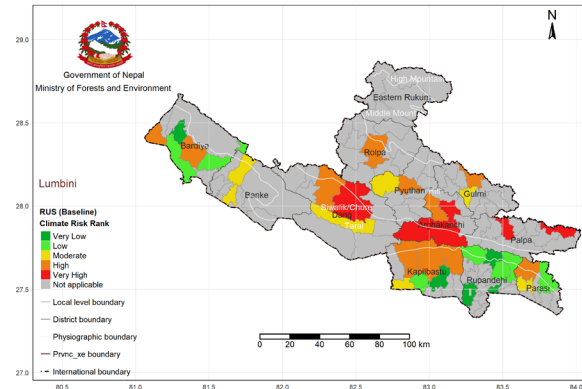 29.0
28.5
28.0
27.5
27.0
80.5
81.0
81.5
82.0
82.5
83.0
83.5
84.0
N
Government of Nepal
Ministry of Forests and Environment
High Mountain
Eastern Rukum
Middle Mount
Rolpa
Bardiya
Lumbini
Banke
Pyuthan
Gulmi
Siwalik/Chure
Dang
Tarai
Arghakanchi
Palpa
Kapilbastu
Rupandehi
Parasi
RUS (Baseline)
Climate Risk Rank
Very Low
Low
Moderate
High
Very High
Not applicable
Local level boundary
District boundary
Physiographic boundary
Prvnc_xe boundary
International boundary
0 20 40 60 80 100 km